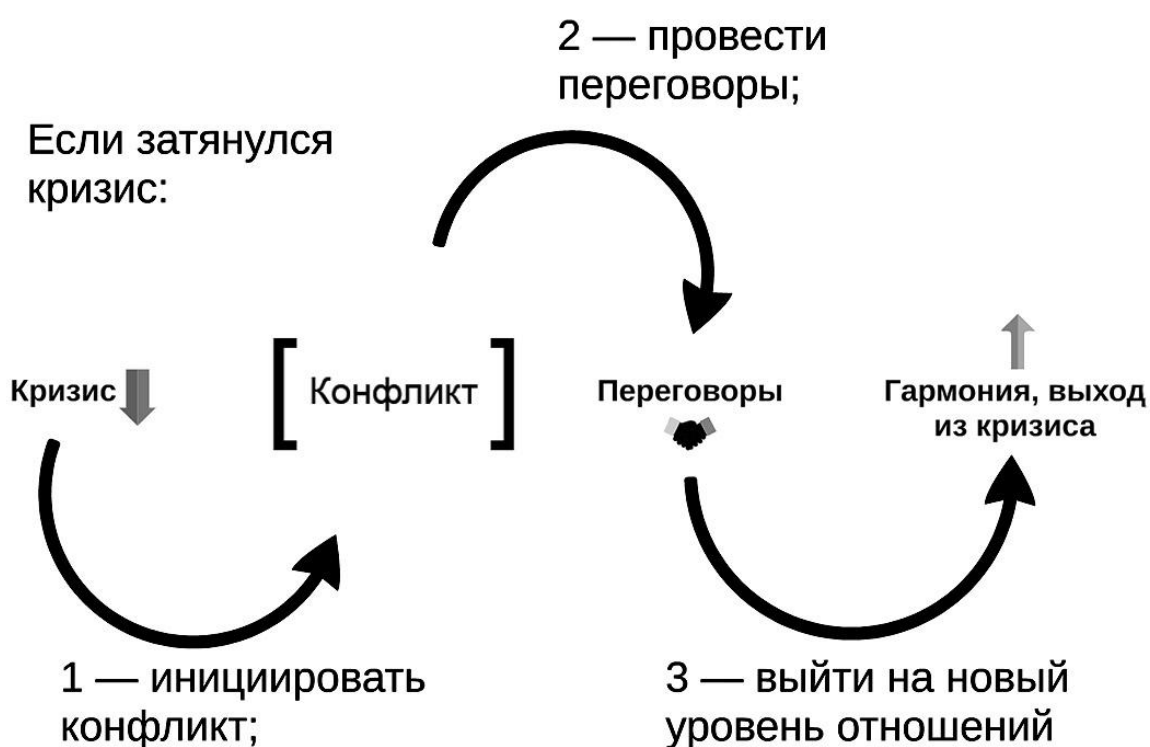 2 — провести
переговоры;
Если затянулся
кризис:
Кризис
[ Конфликт ]
Переговоры
Гармония, выход
из кризиса
1 — инициировать
конфликт;
3 — выйти на новый
уровень отношений